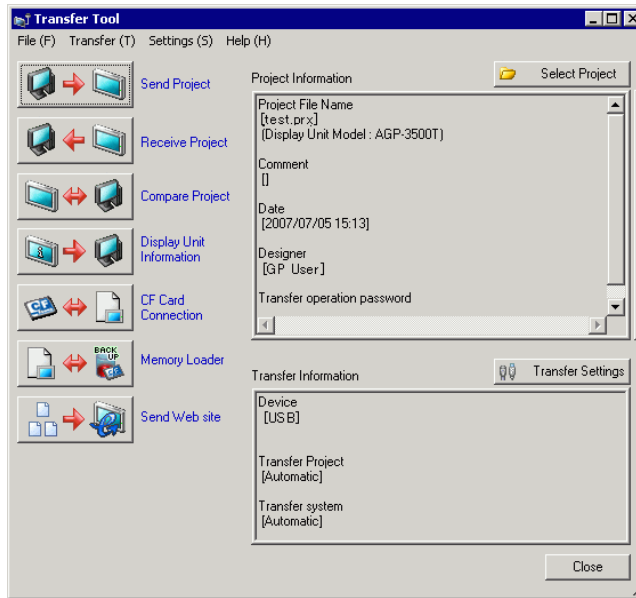 Transfer Tool
File (F) Transfer (T) Settings (S) Help (H)
Send Project
Receive Project
Compare Project
Display Unit
Information
CF
CF Card
Connection
BACK
UP
Memory Loader
Send Web site
Project Information
Select Project
Project File Name
[test.prx]
(Display Unit Model : AGP-3500T)
Comment
[]
Date
[2007/07/05 15:13]
Designer
[GP User]
Transfer operation password
Transfer Information
Transfer Settings
Device
[USB]
Transfer Project
[Automatic]
Transfer system
[Automatic]
Close